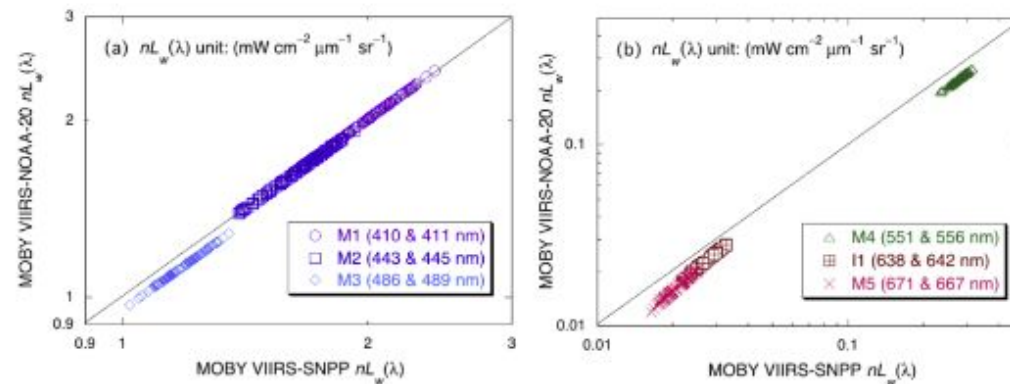 3
(a) nLw(λ) unit: (mW cm⁻² μm⁻¹ sr⁻¹)
2
MOBY VIIRS-NOAA-20 nLw(λ)
M1 (410 & 411 nm)
M2 (443 & 445 nm)
M3 (486 & 489 nm)
1
0.9
0.9
1
2
3
MOBY VIIRS-SNPP nLw(λ)
(b) nLw(λ) unit: (mW cm⁻² μm⁻¹ sr⁻¹)
0.1
MOBY VIIRS-NOAA-20 nLw(λ)
M4 (551 & 556 nm)
I1 (638 & 642 nm)
M5 (671 & 667 nm)
0.01
0.01
0.1
MOBY VIIRS-SNPP nLw(λ)